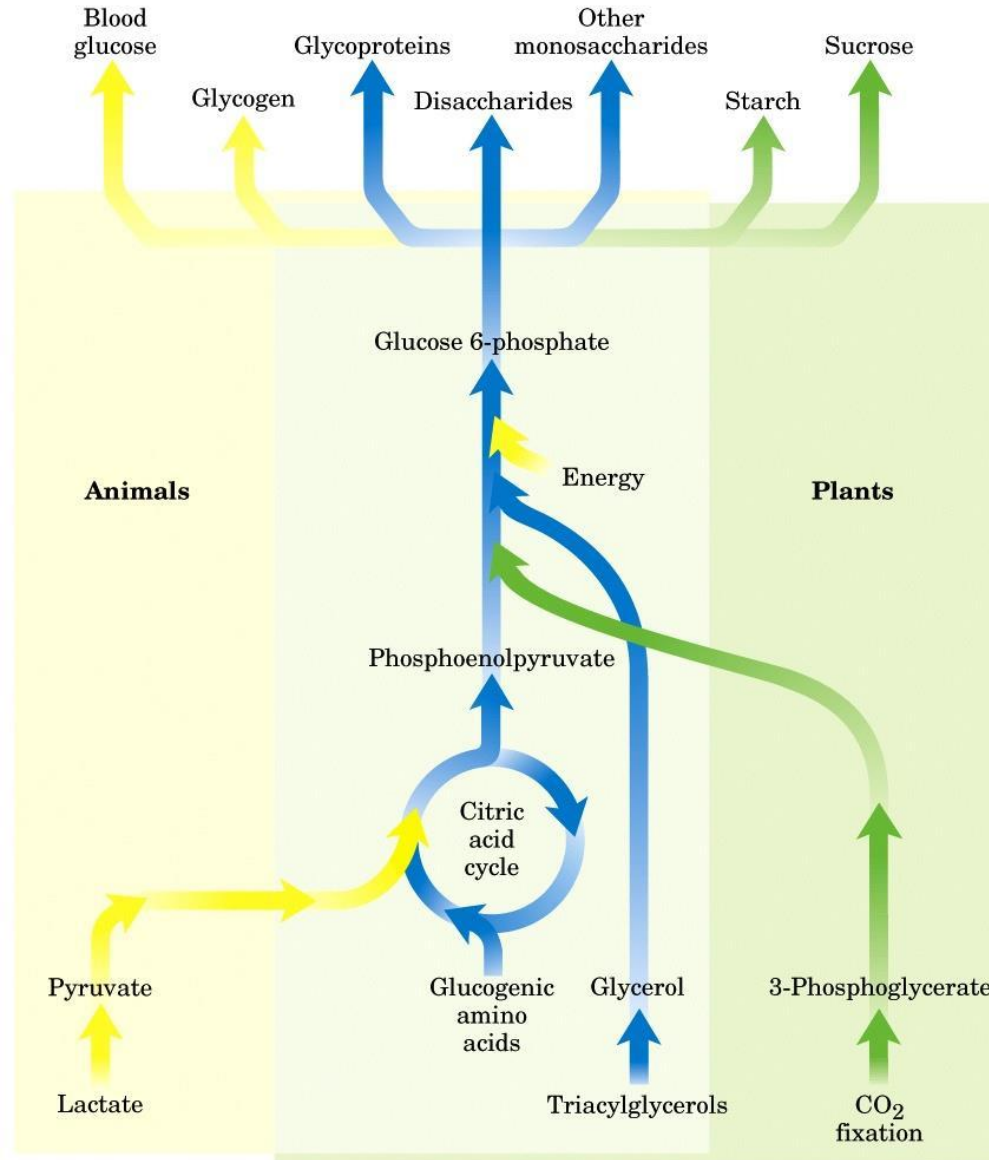 Blood
glucose
Glycogen
Glycoproteins
Disaccharides
Other
monosaccharides
Starch
Sucrose
Glucose 6-phosphate
Energy
Animals
Plants
Phosphoenolpyruvate
Citric
acid
cycle
Pyruvate
Glucogenic
amino
acids
Glycerol
3-Phosphoglycerate
Lactate
Triacylglycerols
CO₂
fixation